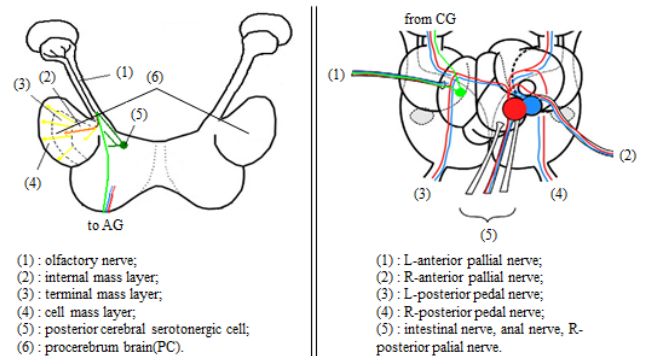 (1)
(6)
(2)
(3)
(5)
(4)
to AG
(1) : olfactory nerve;
(2) : internal mass layer;
(3) : terminal mass layer;
(4) : cell mass layer;
(5) : posterior cerebral serotonergic cell;
(6) : procerebrum brain(PC).
from CG
(1)
(2)
(3)
(4)
(5)
(1) : L-anterior pallial nerve;
(2) : R-anterior pallial nerve;
(3) : L-posterior pedal nerve;
(4) : R-posterior pedal nerve;
(5) : intestinal nerve, anal nerve, R-
posterior palial nerve.